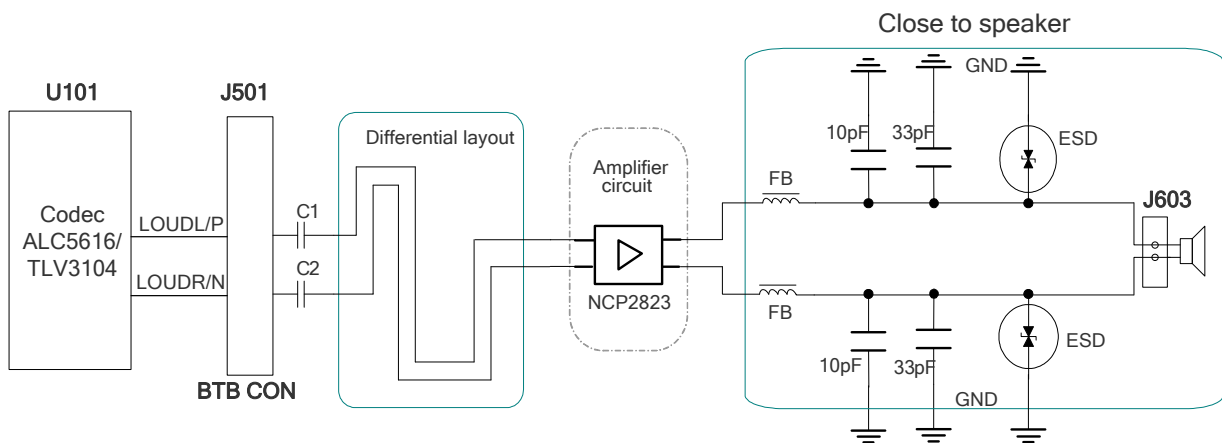 Close to speaker
U101
J501
Differential layout
Amplifier
circuit
GND
10pF
33pF
ESD
FB
J603
Codec
ALC5616/
TLV3104
LOUDL/P
LOUDR/N
C1
C2
NCP2823
FB
10pF
33pF
ESD
GND
BTB CON